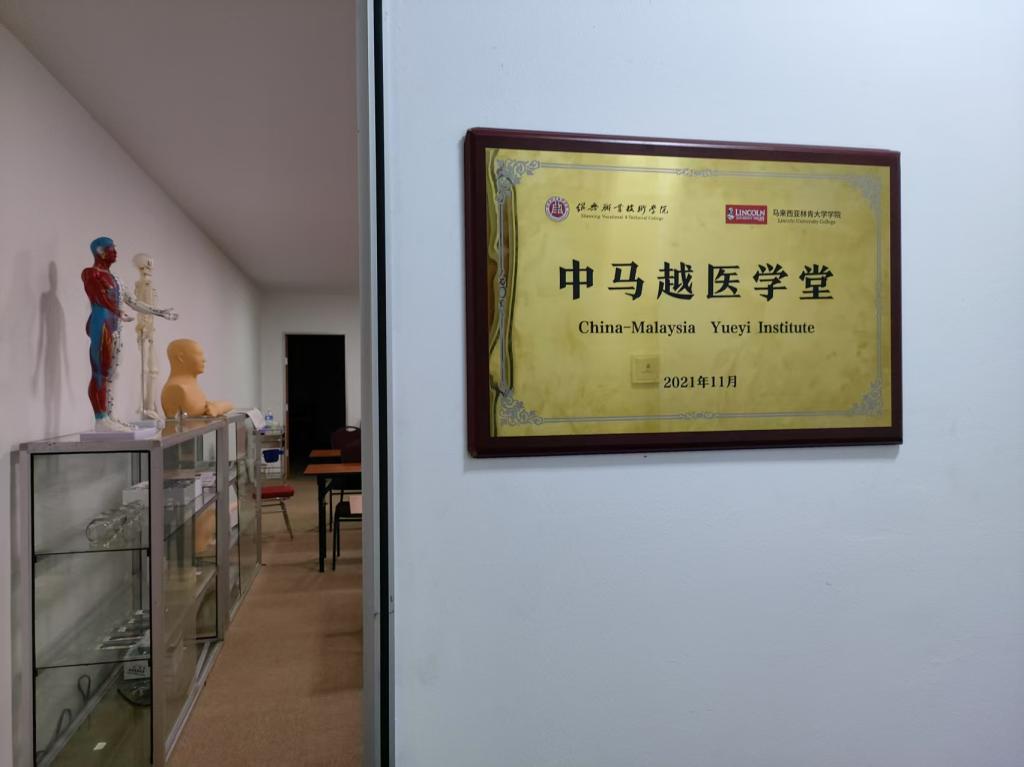 绍兴职业技术学院
Shaoxing Vocational & Technical College
LINCOLN
马来西亚林肯大学学院
Lincoln University College
中马越医学堂
China-Malaysia Yueyi Institute
2021年11月